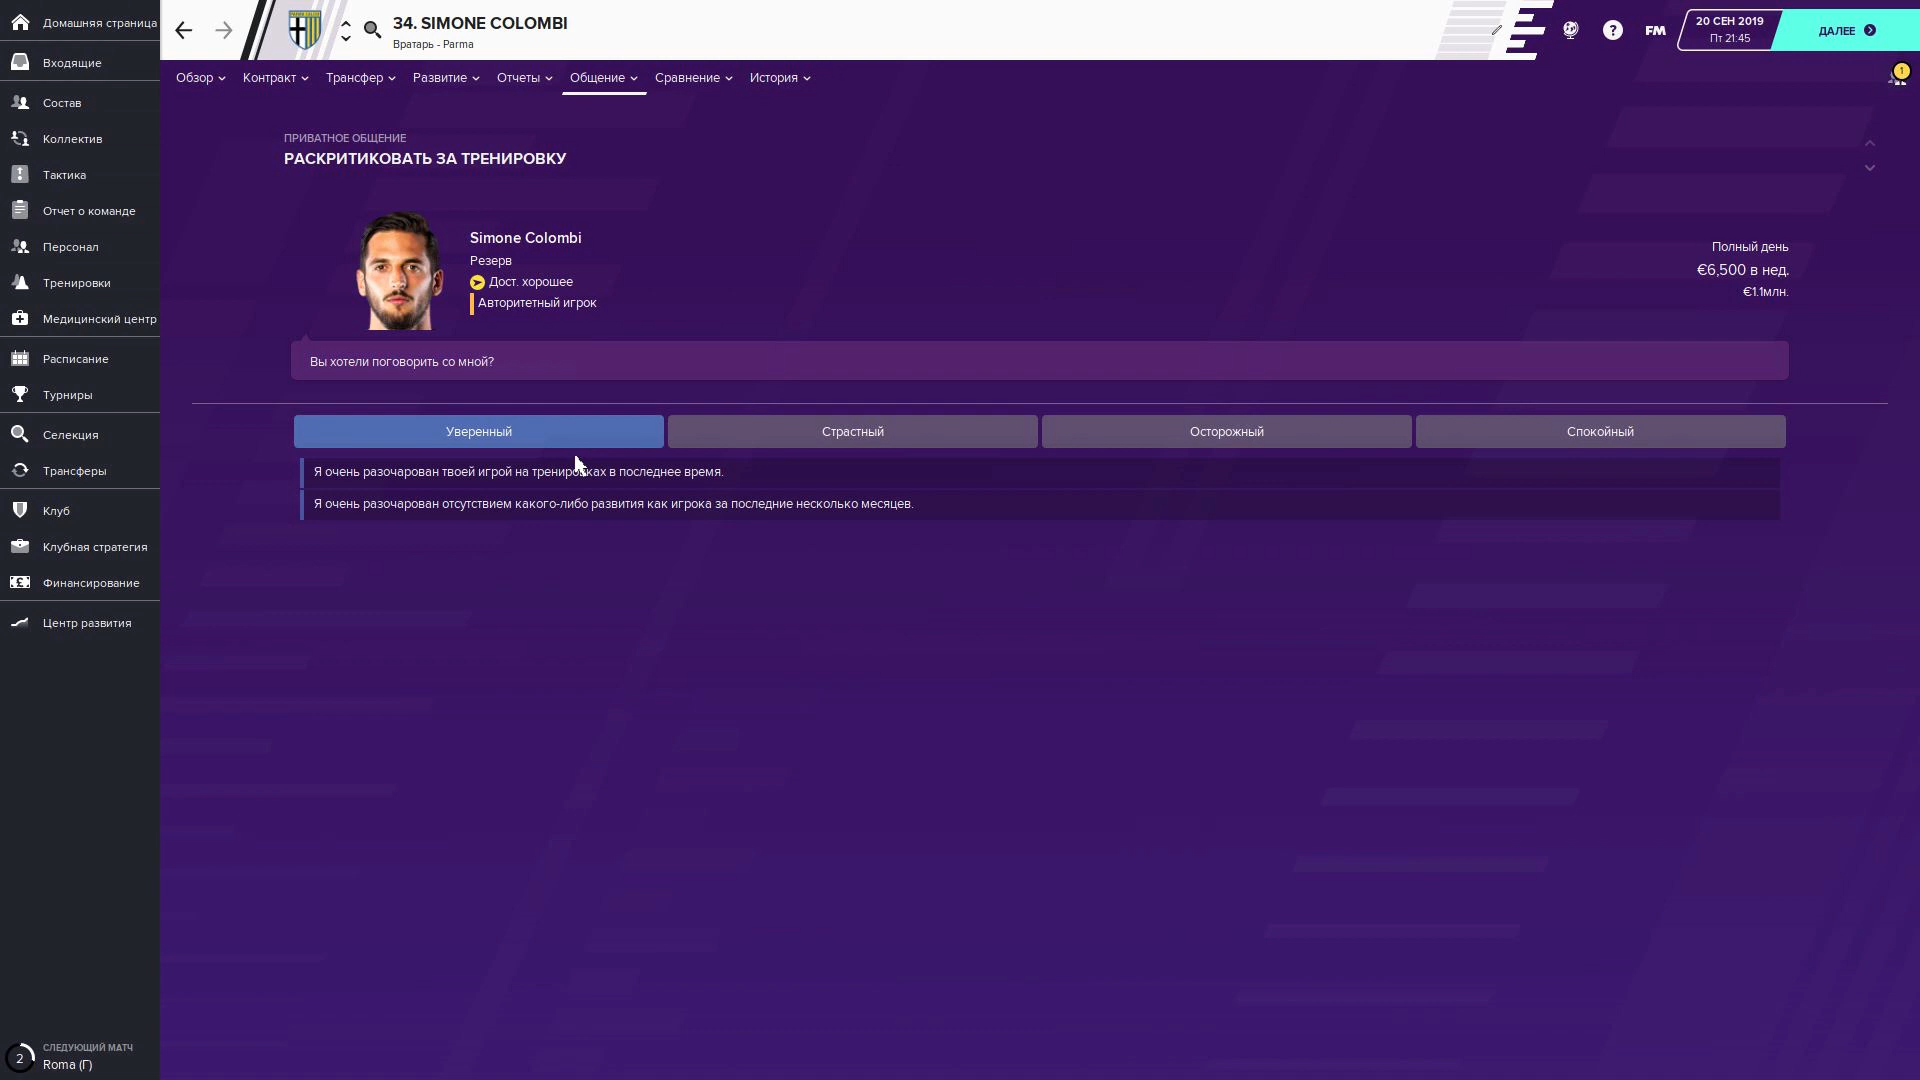 Домашняя страница
Входящие
Состав
Коллектив
Тактика
Отчет о команде
Персонал
Тренировки
Медицинский центр
Расписание
Турниры
Селекция
Трансферы
Клуб
Клубная стратегия
Финансирование
Центр развития
2
СЛЕДУЮЩИЙ МАТЧ
Roma (Г)
34. SIMONE COLOMBI
Вратарь - Parma
?
FM
20 СЕН 2019
Пт 21:45
ДАЛЕЕ
Обзор
Контракт
Трансфер
Развитие
Отчеты
Общение
Сравнение
История
1
ПРИВАТНОЕ ОБЩЕНИЕ
РАСКРИТИКОВАТЬ ЗА ТРЕНИРОВКУ
Simone Colombi
Резерв
Дост. хорошее
Авторитетный игрок
Полный день
€6,500 в нед.
€1.1млн.
Вы хотели поговорить со мной?
Уверенный
Страстный
Осторожный
Спокойный
Я очень разочарован твоей игрой на тренировках в последнее время.
Я очень разочарован отсутствием какого-либо развития как игрока за последние несколько месяцев.